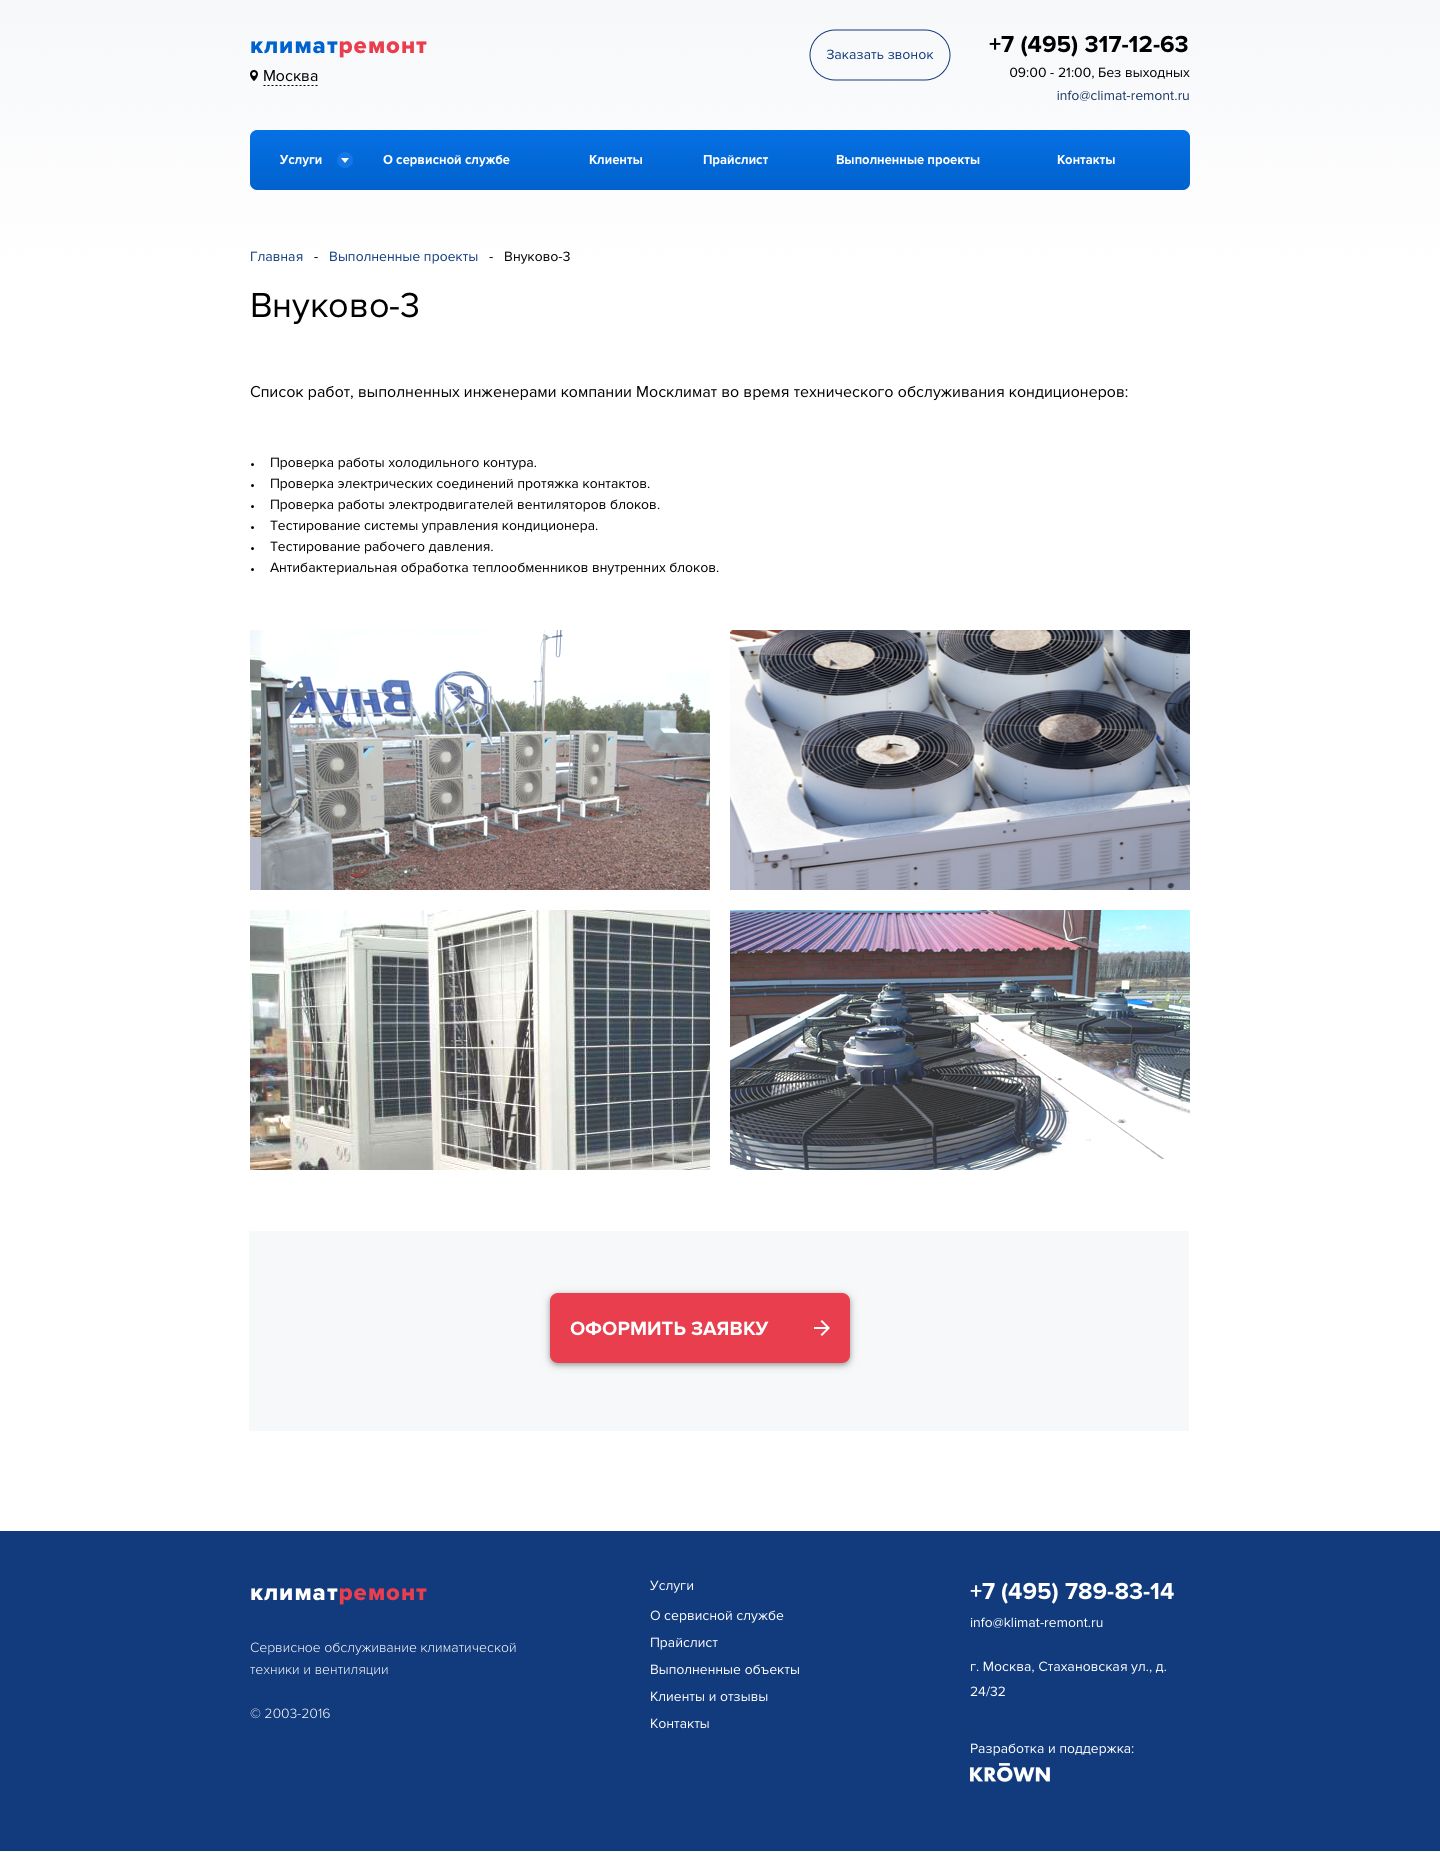 климатремонт
Москва
Заказать звонок
+7 (495) 317-12-63
09:00 - 21:00, Без выходных
info@climat-remont.ru
Услуги О сервисной службе Клиенты Прайслист Выполненные проекты Контакты
Главная - Выполненные проекты - Внуково-3
Внуково-3
Список работ, выполненных инженерами компании Москлимат во время технического обслуживания кондиционеров:
• Проверка работы холодильного контура.
• Проверка электрических соединений протяжка контактов.
• Проверка работы электродвигателей вентиляторов блоков.
• Тестирование системы управления кондиционера.
• Тестирование рабочего давления.
• Антибактериальная обработка теплообменников внутренних блоков.
Внук
ОФОРМИТЬ ЗАЯВКУ
климатремонт
Сервисное обслуживание климатической
техники и вентиляции
© 2003-2016
Услуги
О сервисной службе
Прайслист
Выполненные объекты
Клиенты и отзывы
Контакты
+7 (495) 789-83-14
info@klimat-remont.ru
г. Москва, Стахановская ул., д.
24/32
Разработка и поддержка:
KRŌWN